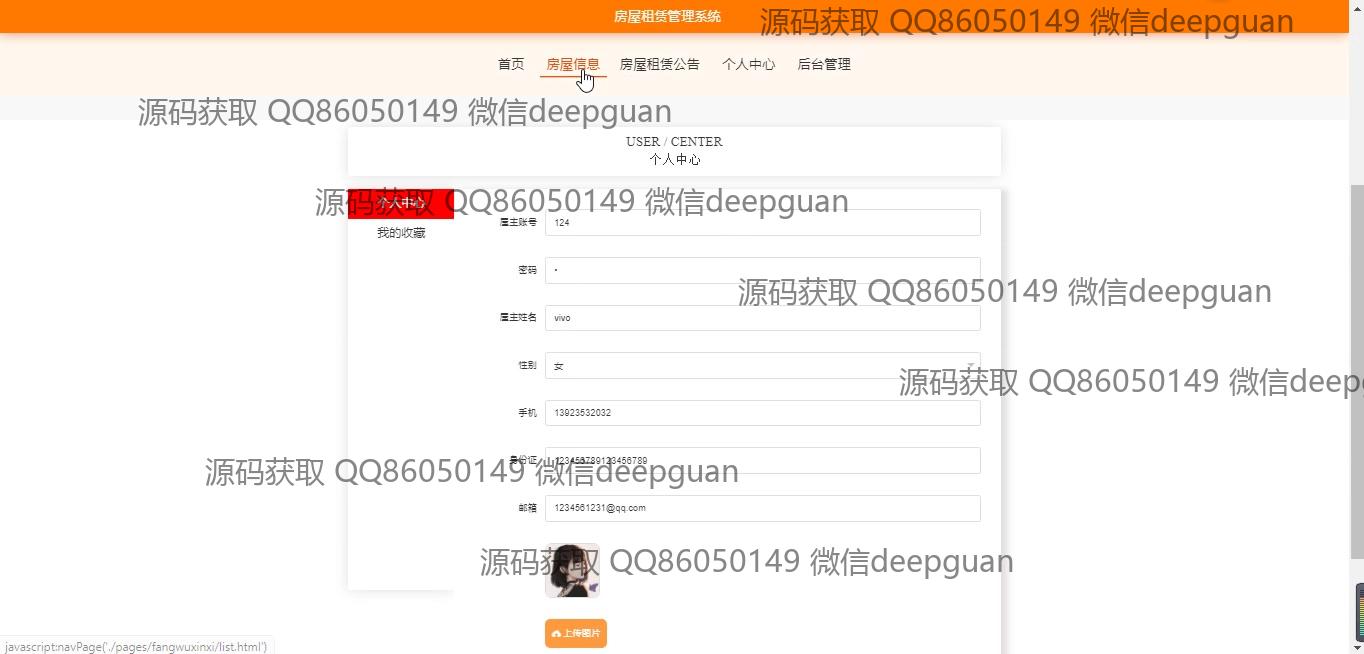 房屋租赁管理系统
源码获取 QQ86050149 微信deepguan
首页 房屋信息 房屋租赁公告 个人中心 后台管理
源码获取 QQ86050149 微信deepguan
USER / CENTER
个人中心
个人中心
源码获取 QQ86050149 微信deepguan
雇主账号 124
我的收藏
密码
源码获取 QQ86050149 微信deepguan
雇主姓名 vivo
性别 女
源码获取 QQ86050149 微信deep
手机 13923532032
身份证 123456789123456789
源码获取 QQ86050149 微信deepguan
邮箱 1234561231@qq.com
源码获取 QQ86050149 微信deepguan
上传图片
javascript:navPage('./pages/fangwuxinxi/list.html')